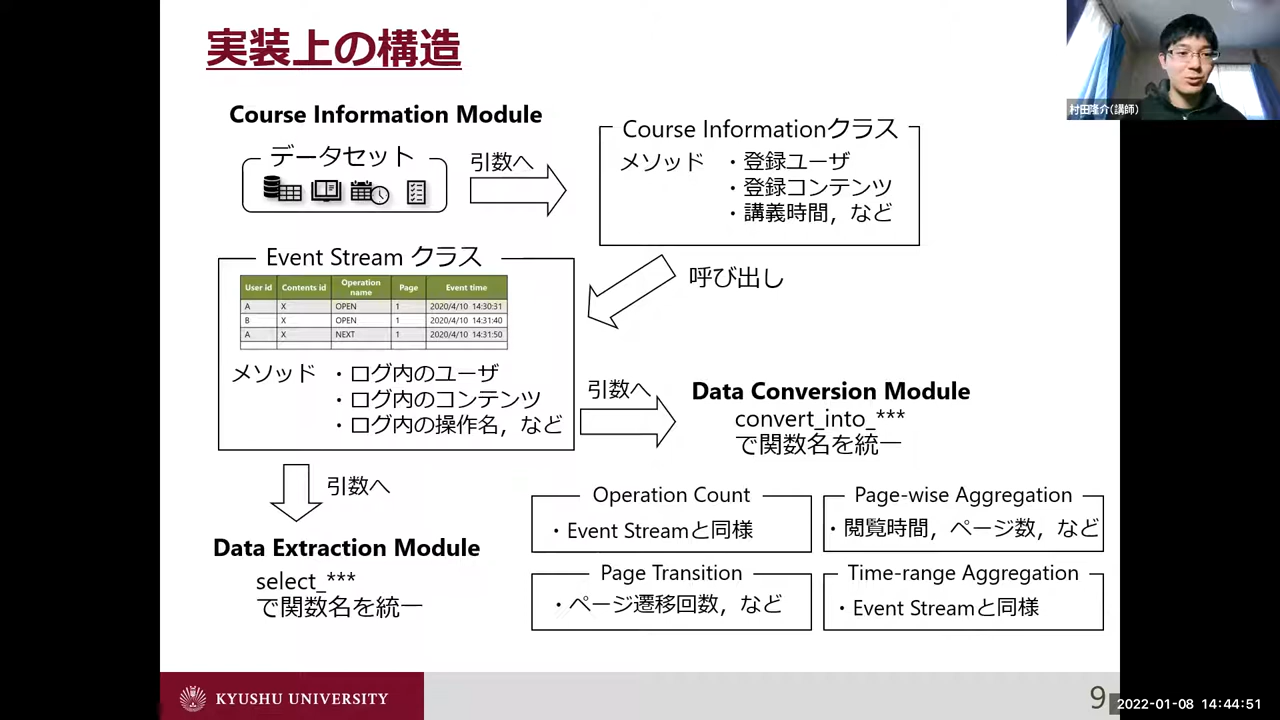 実装上の構造
村田隆介(講師)
Course Information Module
データセット
引数へ
Course Informationクラス
メソッド ・登録ユーザ
・登録コンテンツ
・講義時間，など
Event Stream クラス
User id Contents id Operation name Page Event time
A X OPEN 1 2020/4/10 14:30:31
B X OPEN 1 2020/4/10 14:31:40
A X NEXT 1 2020/4/10 14:31:50
メソッド ・ログ内のユーザ
・ログ内のコンテンツ
・ログ内の操作名，など
呼び出し
引数へ
Data Conversion Module
convert_into_***
で関数名を統一
引数へ
Data Extraction Module
select_***
で関数名を統一
Operation Count
・Event Streamと同様
Page-wise Aggregation
・閲覧時間，ページ数，など
Page Transition
・ページ遷移回数，など
Time-range Aggregation
・Event Streamと同様
KYUSHU UNIVERSITY
9
2022-01-08 14:44:51